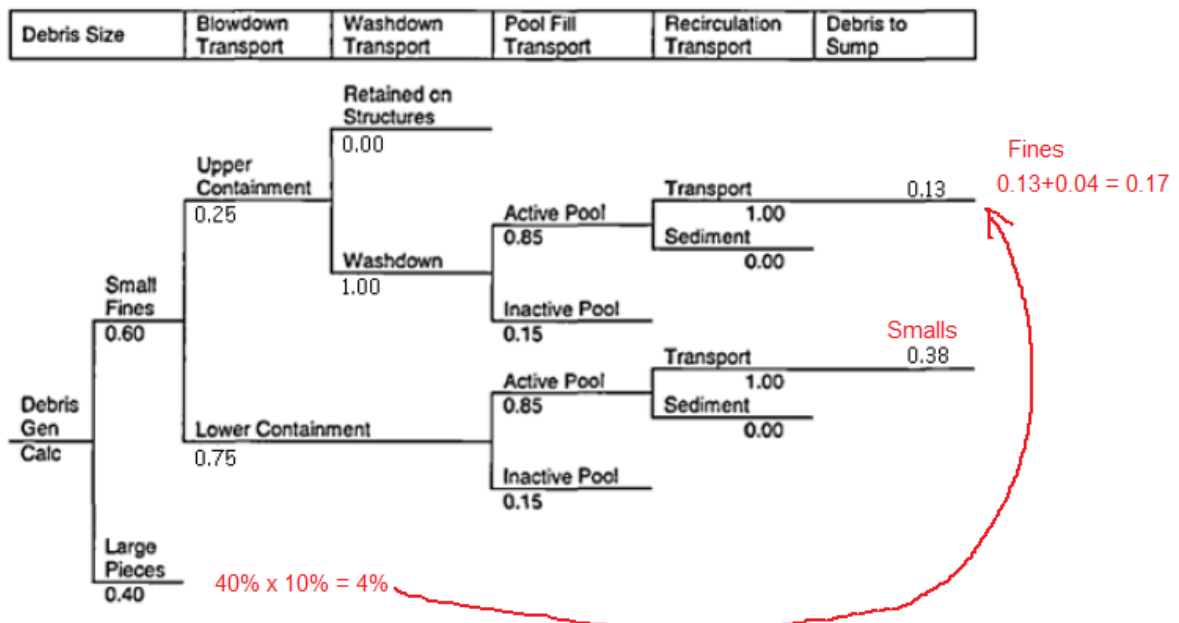 Debris Size
Blowdown
Transport
Washdown
Transport
Pool Fill
Transport
Recirculation
Transport
Debris to
Sump
Retained on
Structures
0.00
Upper
Containment
0.25
Fines
0.13+0.04 = 0.17
Transport
0.13
1.00
Active Pool
0.85
Sediment
0.00
Washdown
1.00
Small
Fines
0.60
Inactive Pool
0.15
Smalls
Transport
0.38
1.00
Active Pool
0.85
Sediment
0.00
Debris
Gen
Calc
Lower Containment
0.75
Inactive Pool
0.15
Large
Pieces
0.40
40% x 10% = 4%